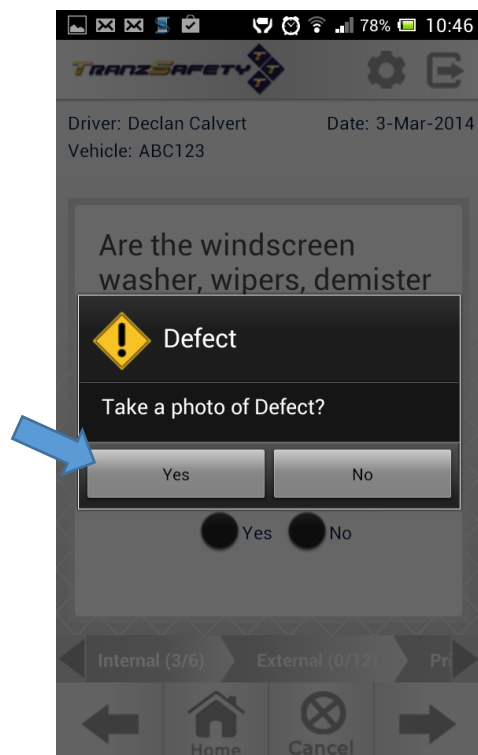 78% 10:46
TRANZSAFETY
T T T T
Driver: Declan Calvert Date: 3-Mar-2014
Vehicle: ABC123
Are the windscreen
washer, wipers, demister
Defect
Take a photo of Defect?
Yes No
Yes No
Internal (3/6) External (0/12) Pri
Home Cancel